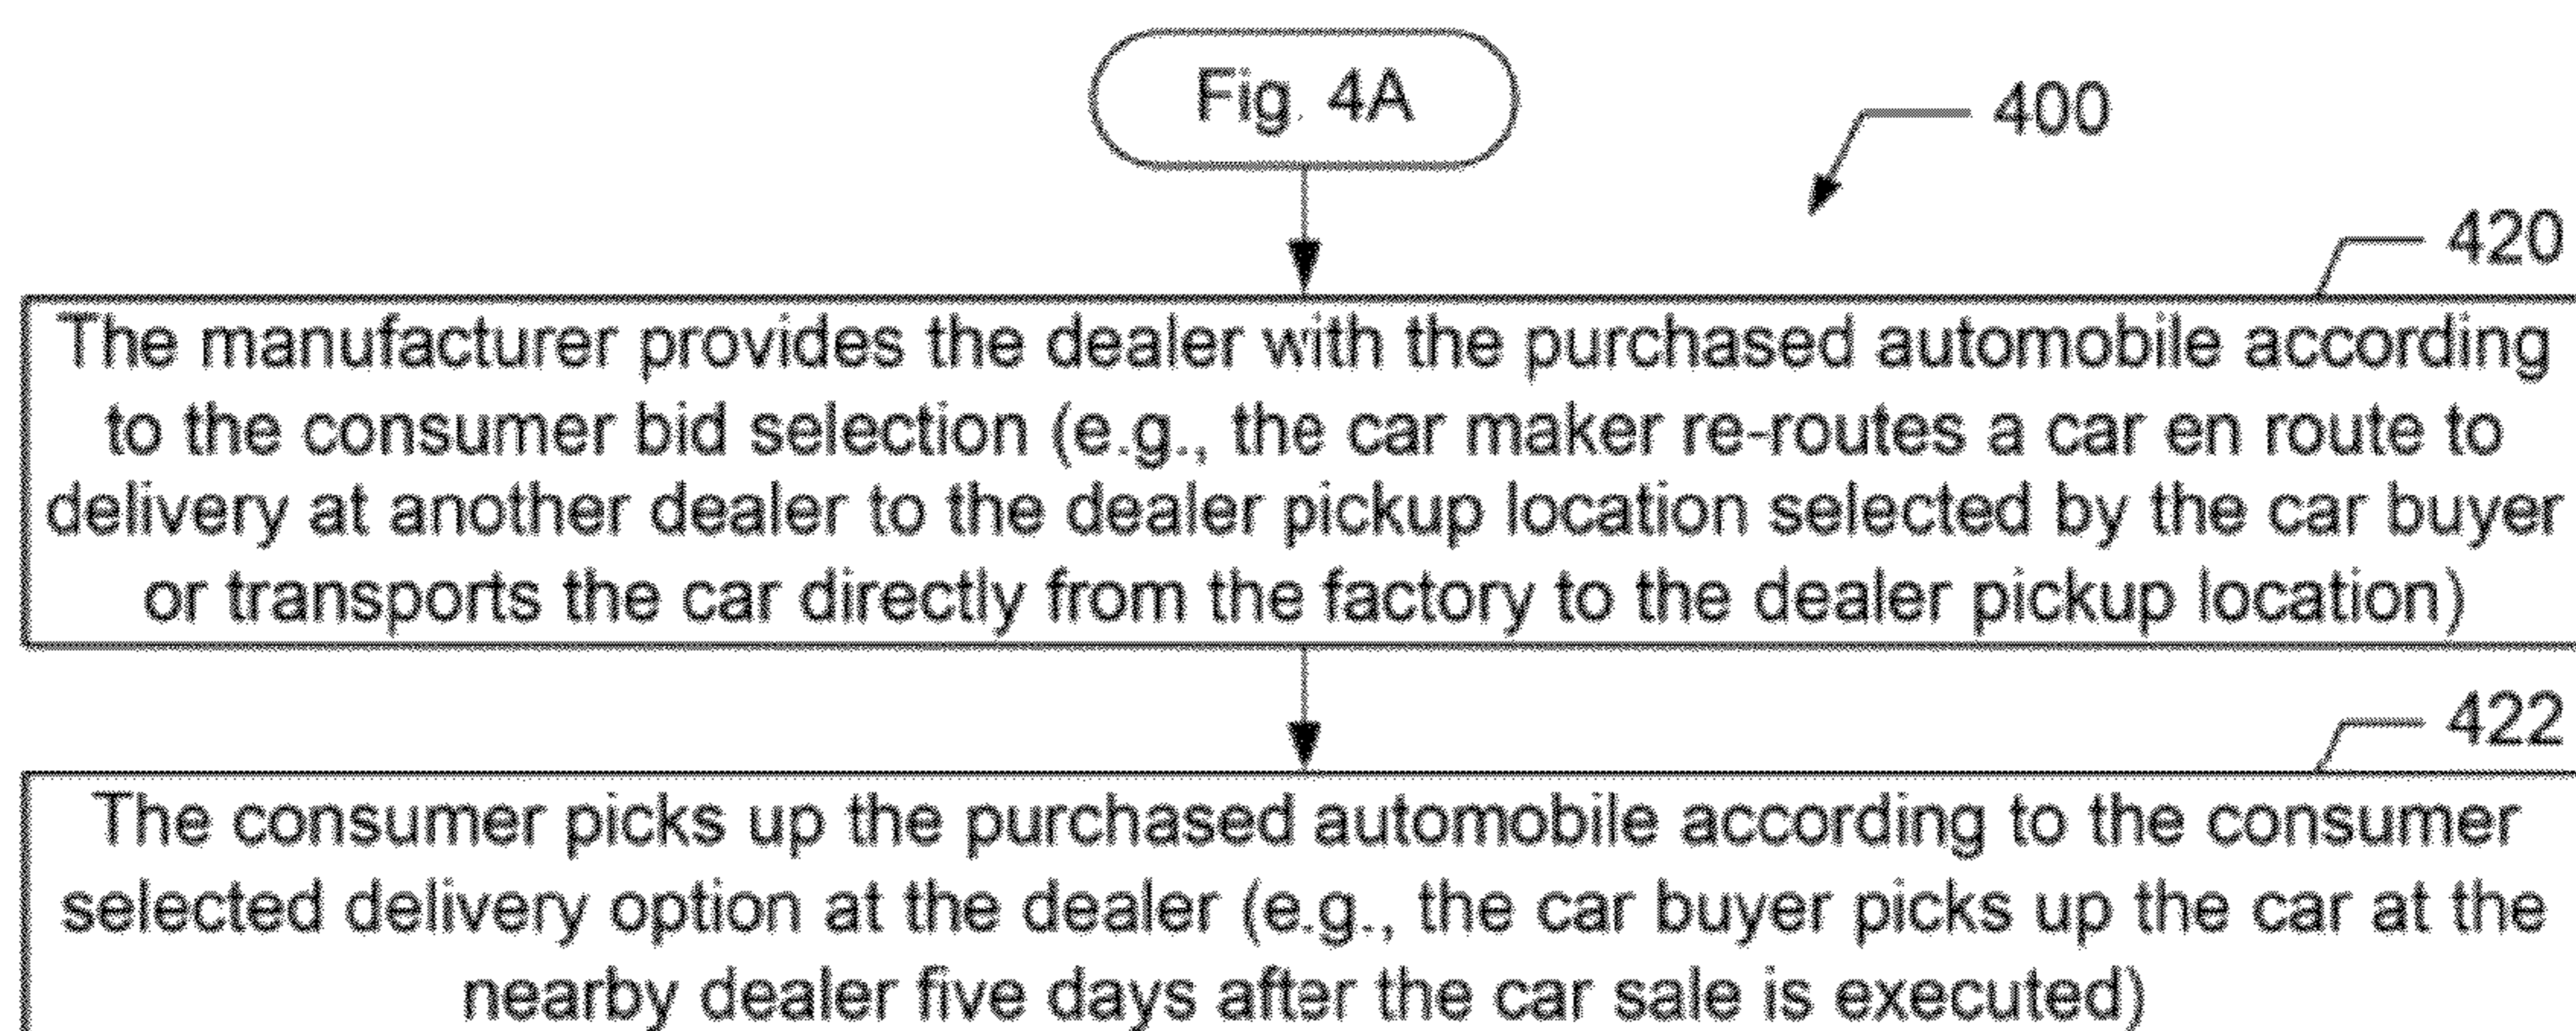 Fig. 4A
400
420
The manufacturer provides the dealer with the purchased automobile according
to the consumer bid selection (e.g., the car maker re-routes a car en route to
delivery at another dealer to the dealer pickup location selected by the car buyer
or transports the car directly from the factory to the dealer pickup location)
422
The consumer picks up the purchased automobile according to the consumer
selected delivery option at the dealer (e.g., the car buyer picks up the car at the
nearby dealer five days after the car sale is executed)